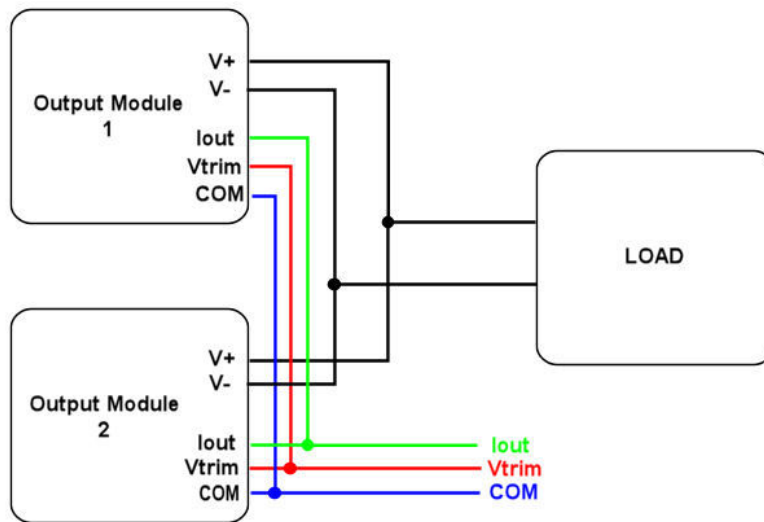 V+
V-
Output Module
1
Iout
Vtrim
COM
LOAD
V+
V-
Output Module
2
Iout
Vtrim
COM
Iout
Vtrim
COM